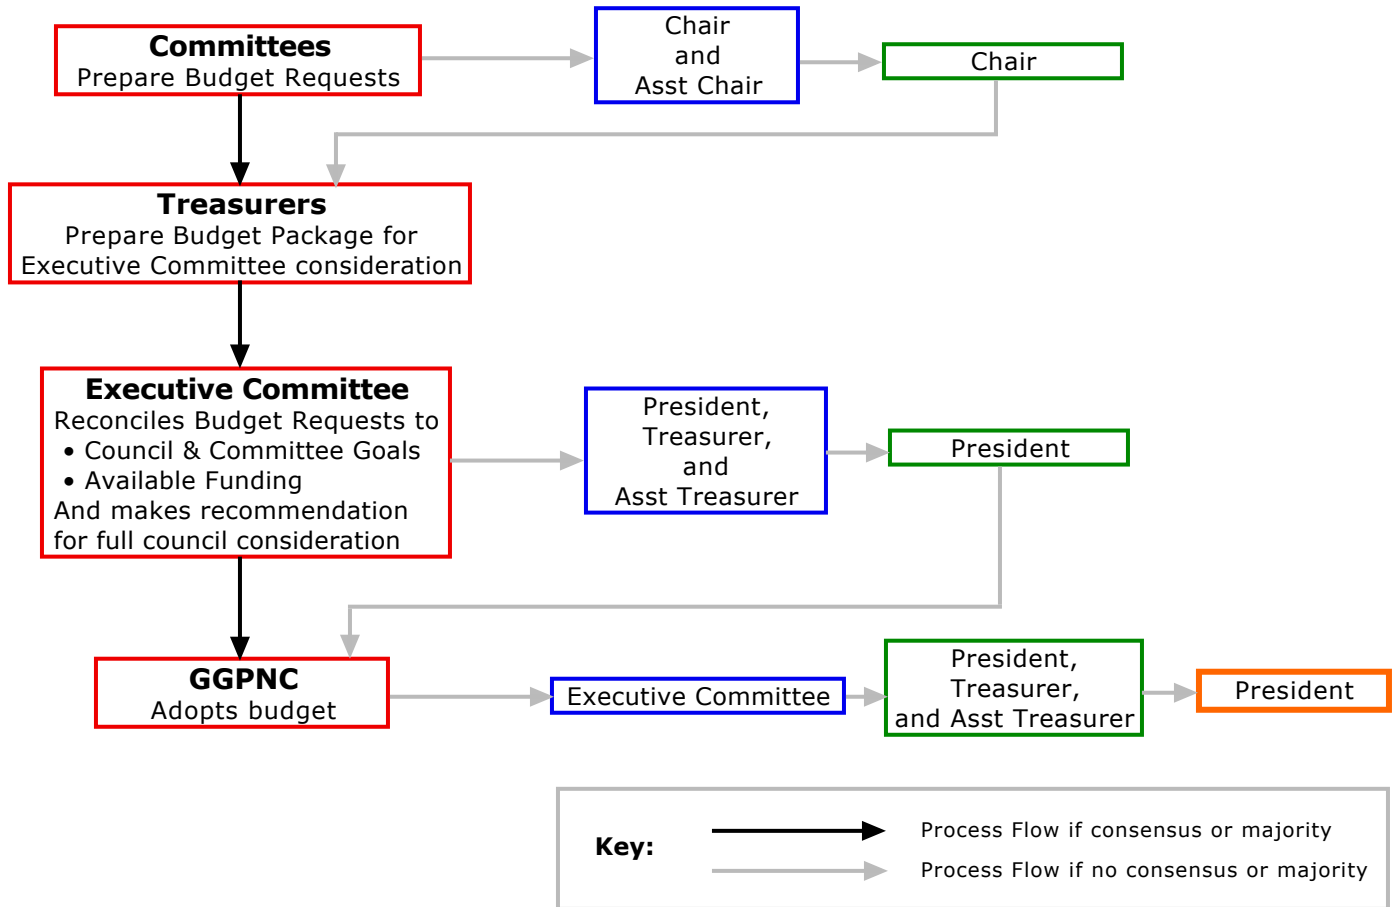 Committees
Prepare Budget Requests
Chair
and
Asst Chair
Chair
Treasurers
Prepare Budget Package for
Executive Committee consideration
Executive Committee
Reconciles Budget Requests to
• Council & Committee Goals
• Available Funding
And makes recommendation
for full council consideration
President,
Treasurer,
and
Asst Treasurer
President
GGPNC
Adopts budget
Executive Committee
President,
Treasurer,
and Asst Treasurer
President
Key:
Process Flow if consensus or majority
Process Flow if no consensus or majority